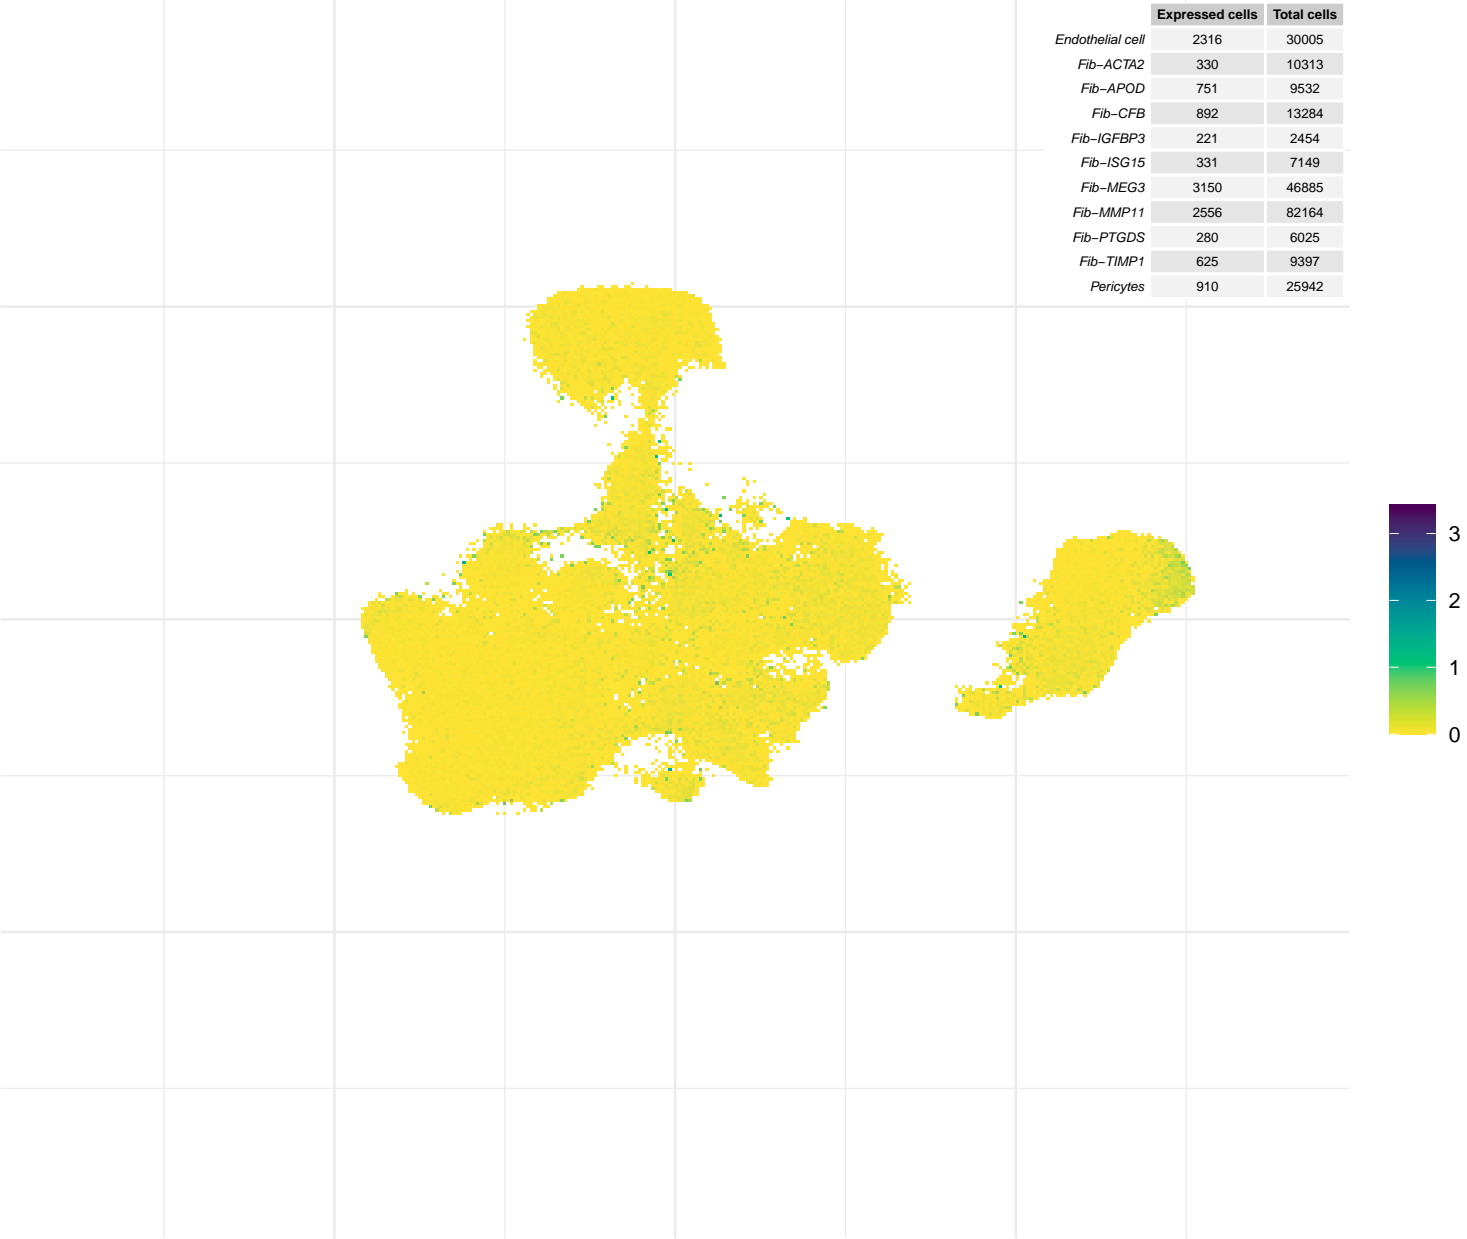 Expressed cells Total cells
Endothelial cell 2316 30005
Fib−ACTA2 330 10313
Fib−APOD 751 9532
Fib−CFB 892 13284
Fib−IGFBP3 221 2454
Fib−ISG15 331 7149
Fib−MEG3 3150 46885
Fib−MMP11 2556 82164
Fib−PTGDS 280 6025
Fib−TIMP1 625 9397
Pericytes 910 25942
3
2
1
0